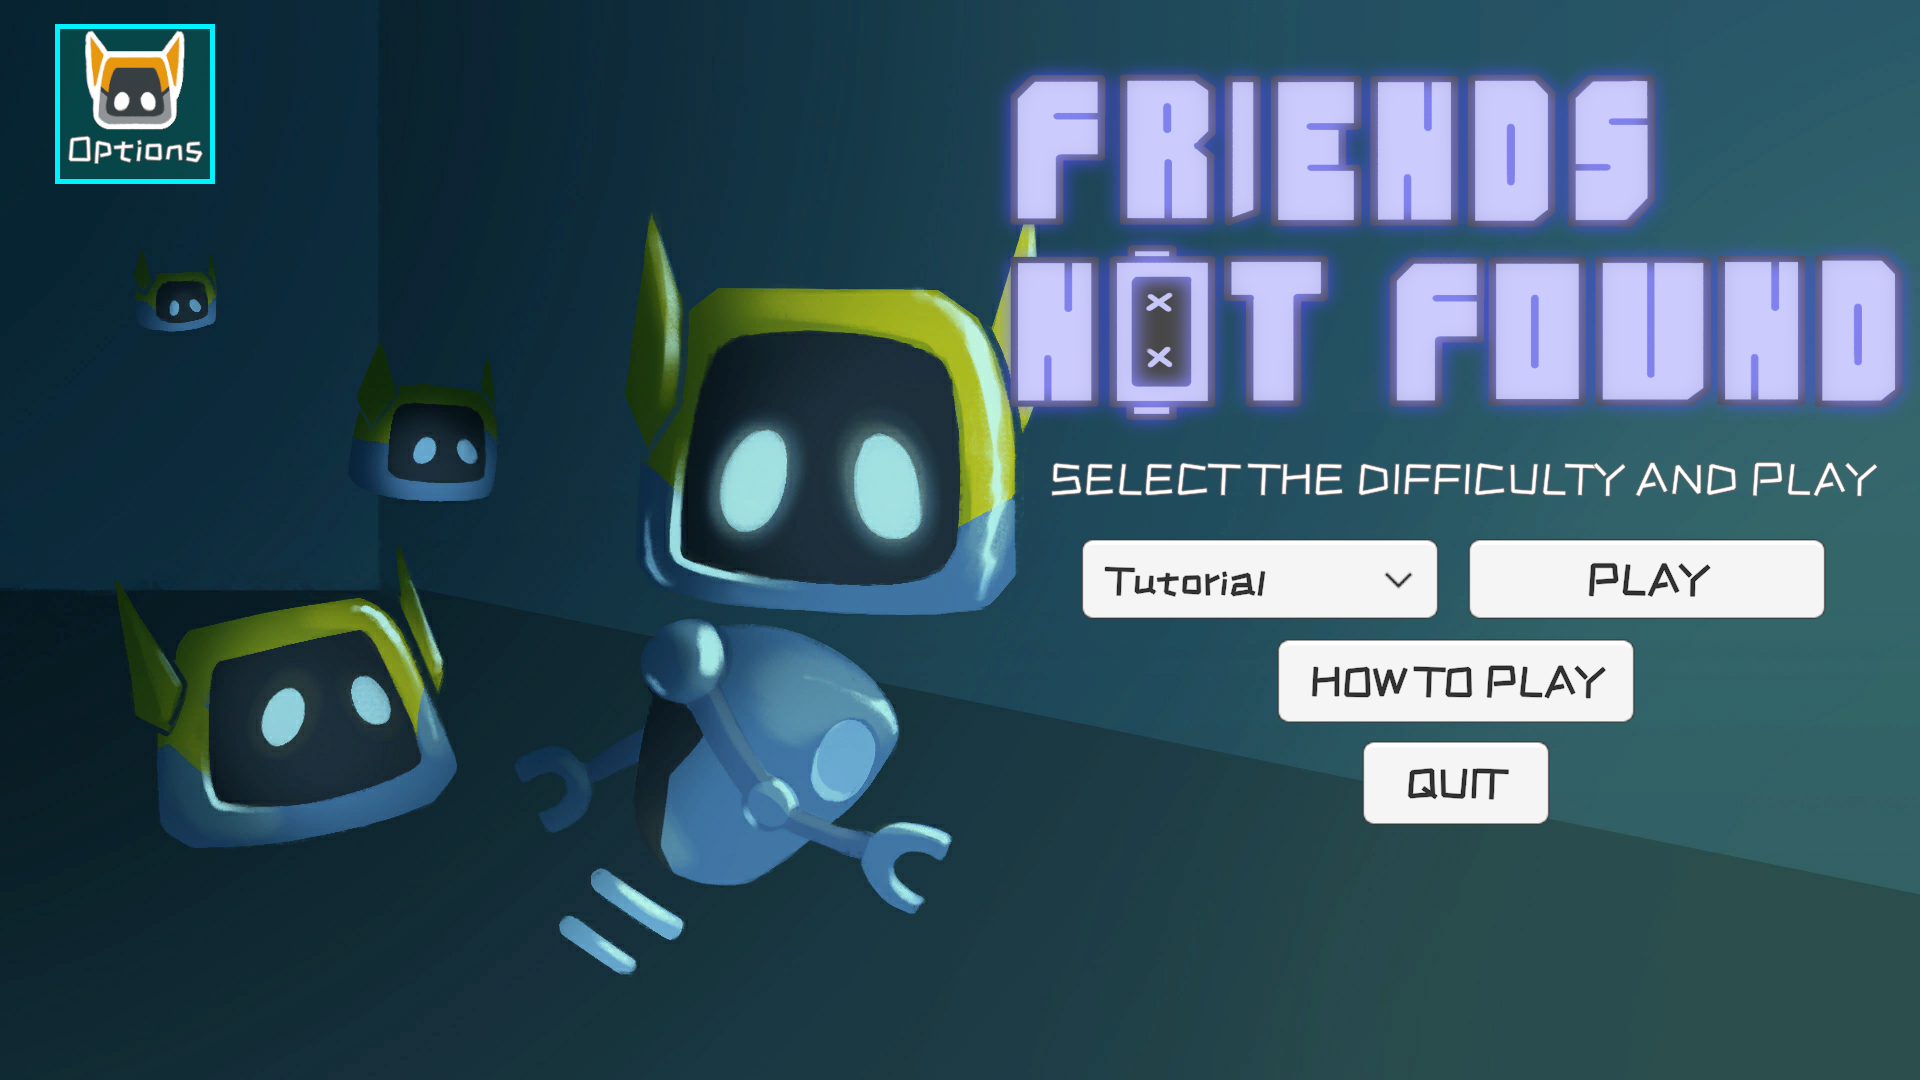 Options
FRIENDS
NOT FOUND
SELECT THE DIFFICULTY AND PLAY
Tutorial
PLAY
HOW TO PLAY
QUIT